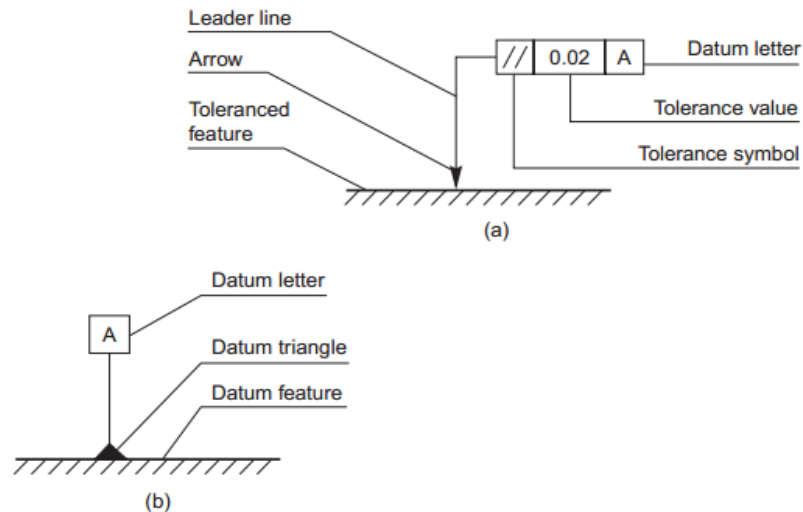 Leader line
// 0.02 A
Datum letter
Arrow
Toleranced
feature
Tolerance value
Tolerance symbol
(a)
Datum letter
A
Datum triangle
Datum feature
(b)